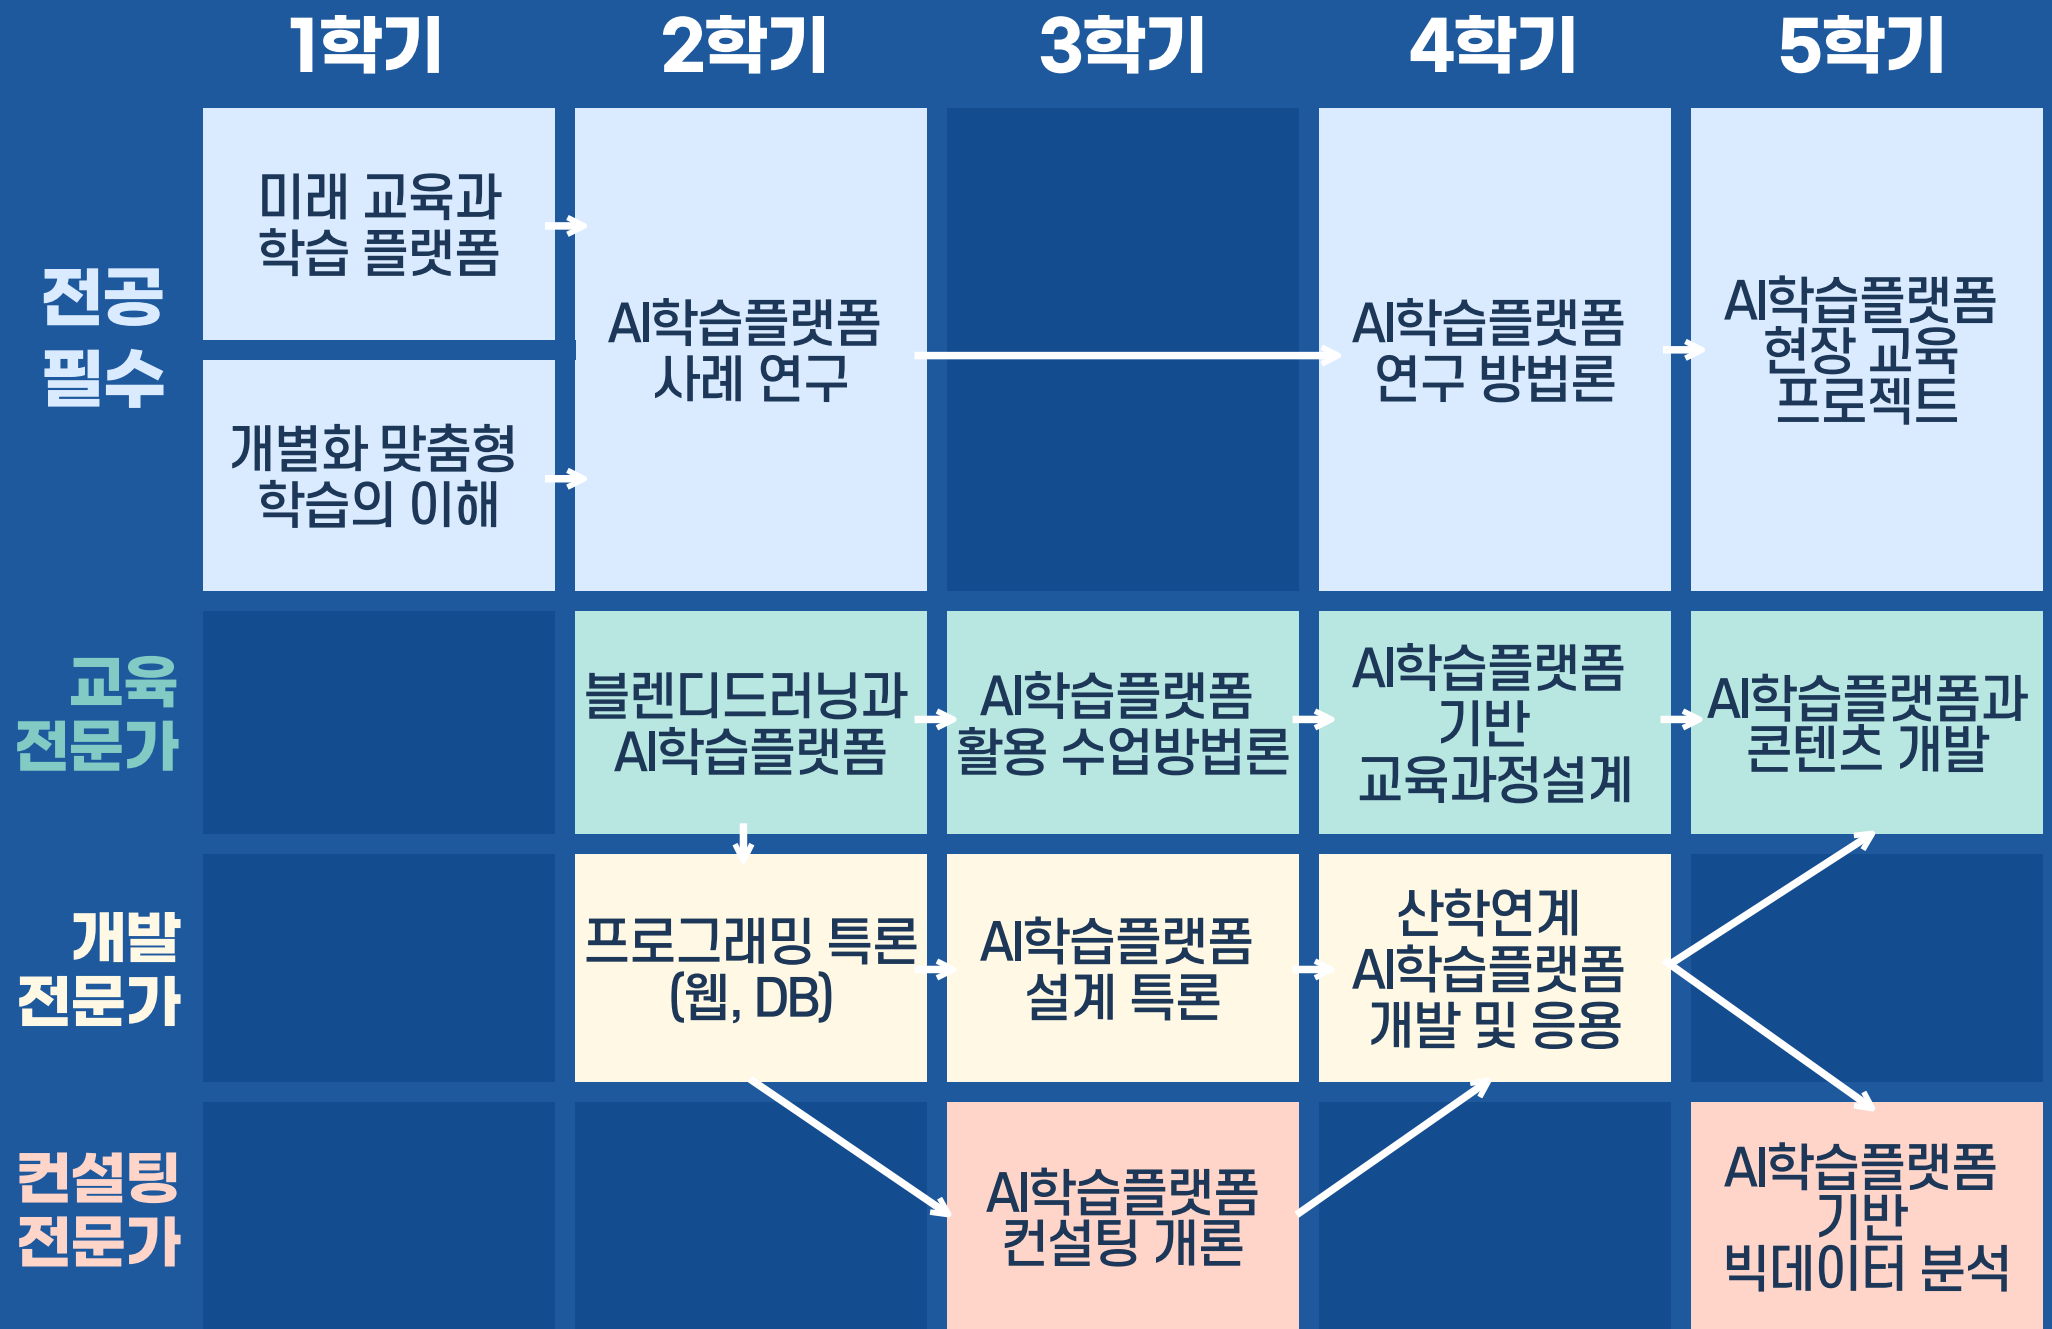 1학기
2학기
3학기
4학기
5학기
전공
필수
미래 교육과
학습 플랫폼
개별화 맞춤형
학습의 이해
AI학습플랫폼
사례 연구
AI학습플랫폼
연구 방법론
AI학습플랫폼
현장 교육
프로젝트
교육
전문가
블렌디드러닝과
AI학습플랫폼
AI학습플랫폼
활용 수업방법론
AI학습플랫폼
기반
교육과정설계
AI학습플랫폼과
콘텐츠 개발
개발
전문가
프로그래밍 특론
(웹, DB)
AI학습플랫폼
설계 특론
산학연계
AI학습플랫폼
개발 및 응용
컨설팅
전문가
AI학습플랫폼
컨설팅 개론
AI학습플랫폼
기반
빅데이터 분석